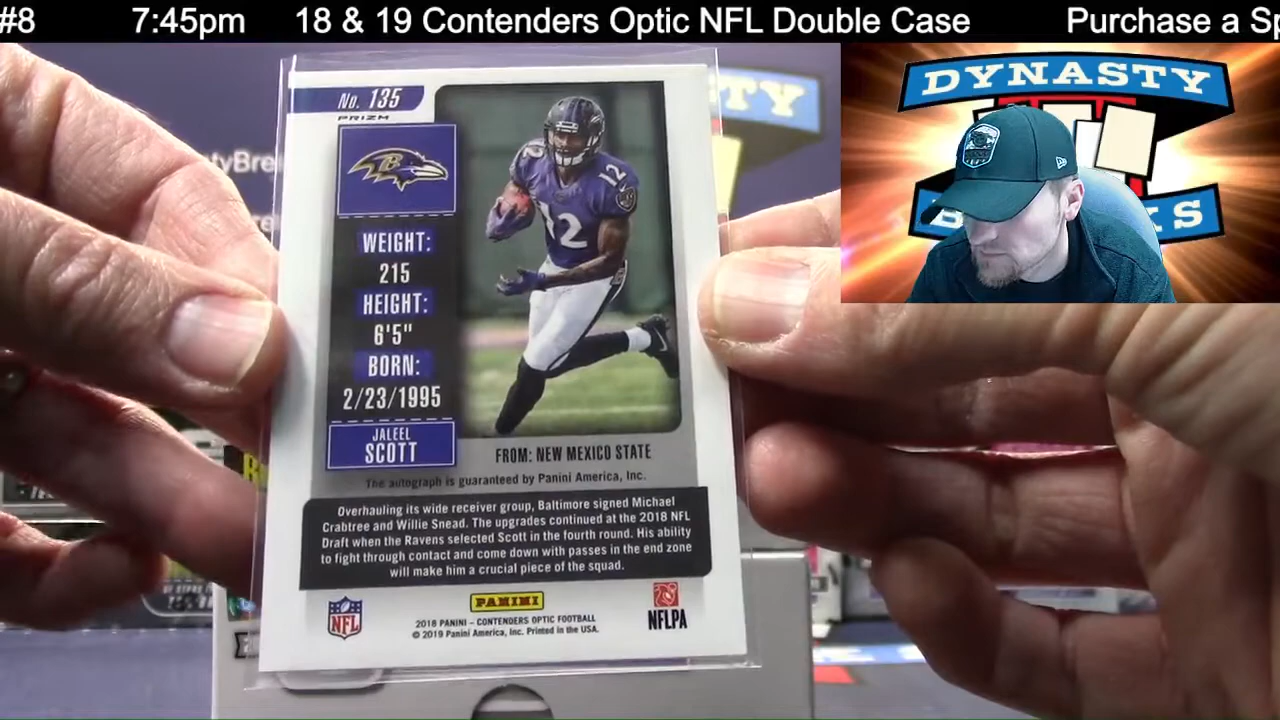 #8 7:45pm 18 & 19 Contenders Optic NFL Double Case Purchase a Sp
DYNASTY
No. 135
PRIZM
WEIGHT:
215
HEIGHT:
6'5"
BORN:
2/23/1995
JALEEL
SCOTT
12
12
FROM: NEW MEXICO STATE
The autograph is guaranteed by Panini America, Inc.
Overhauling its wide receiver group, Baltimore signed Michael
Crabtree and Willie Snead. The upgrades continued at the 2018 NFL
Draft when the Ravens selected Scott in the fourth round. His ability
to fight through contact and come down with passes in the end zone
will make him a crucial piece of the squad.
NFL
PANINI
2018 PANINI – CONTENDERS OPTIC FOOTBALL
© 2019 Panini America, Inc. Printed in the USA.
NFLPA